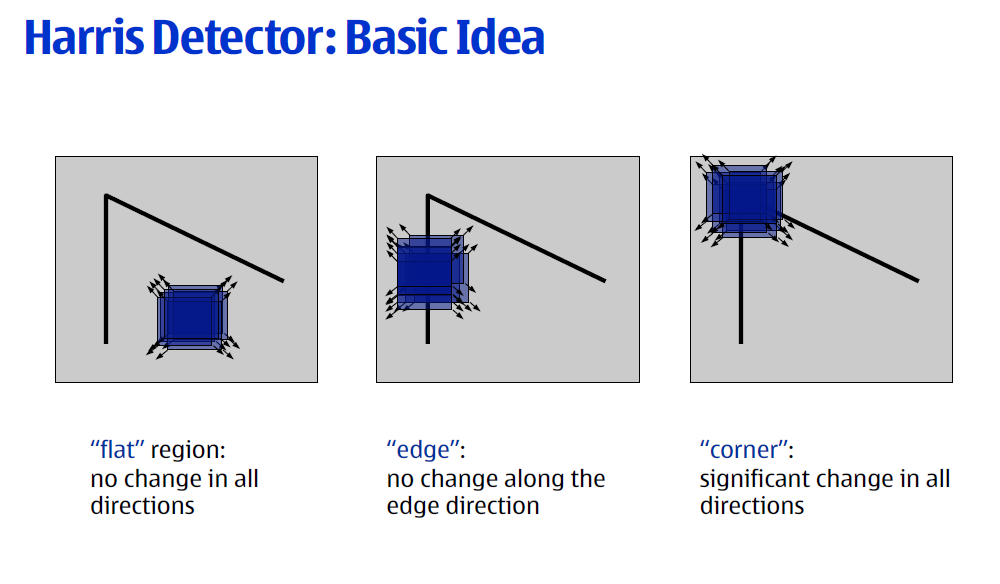 Harris Detector: Basic Idea
“flat” region:
no change in all
directions
“edge”:
no change along the
edge direction
“corner”:
significant change in all
directions